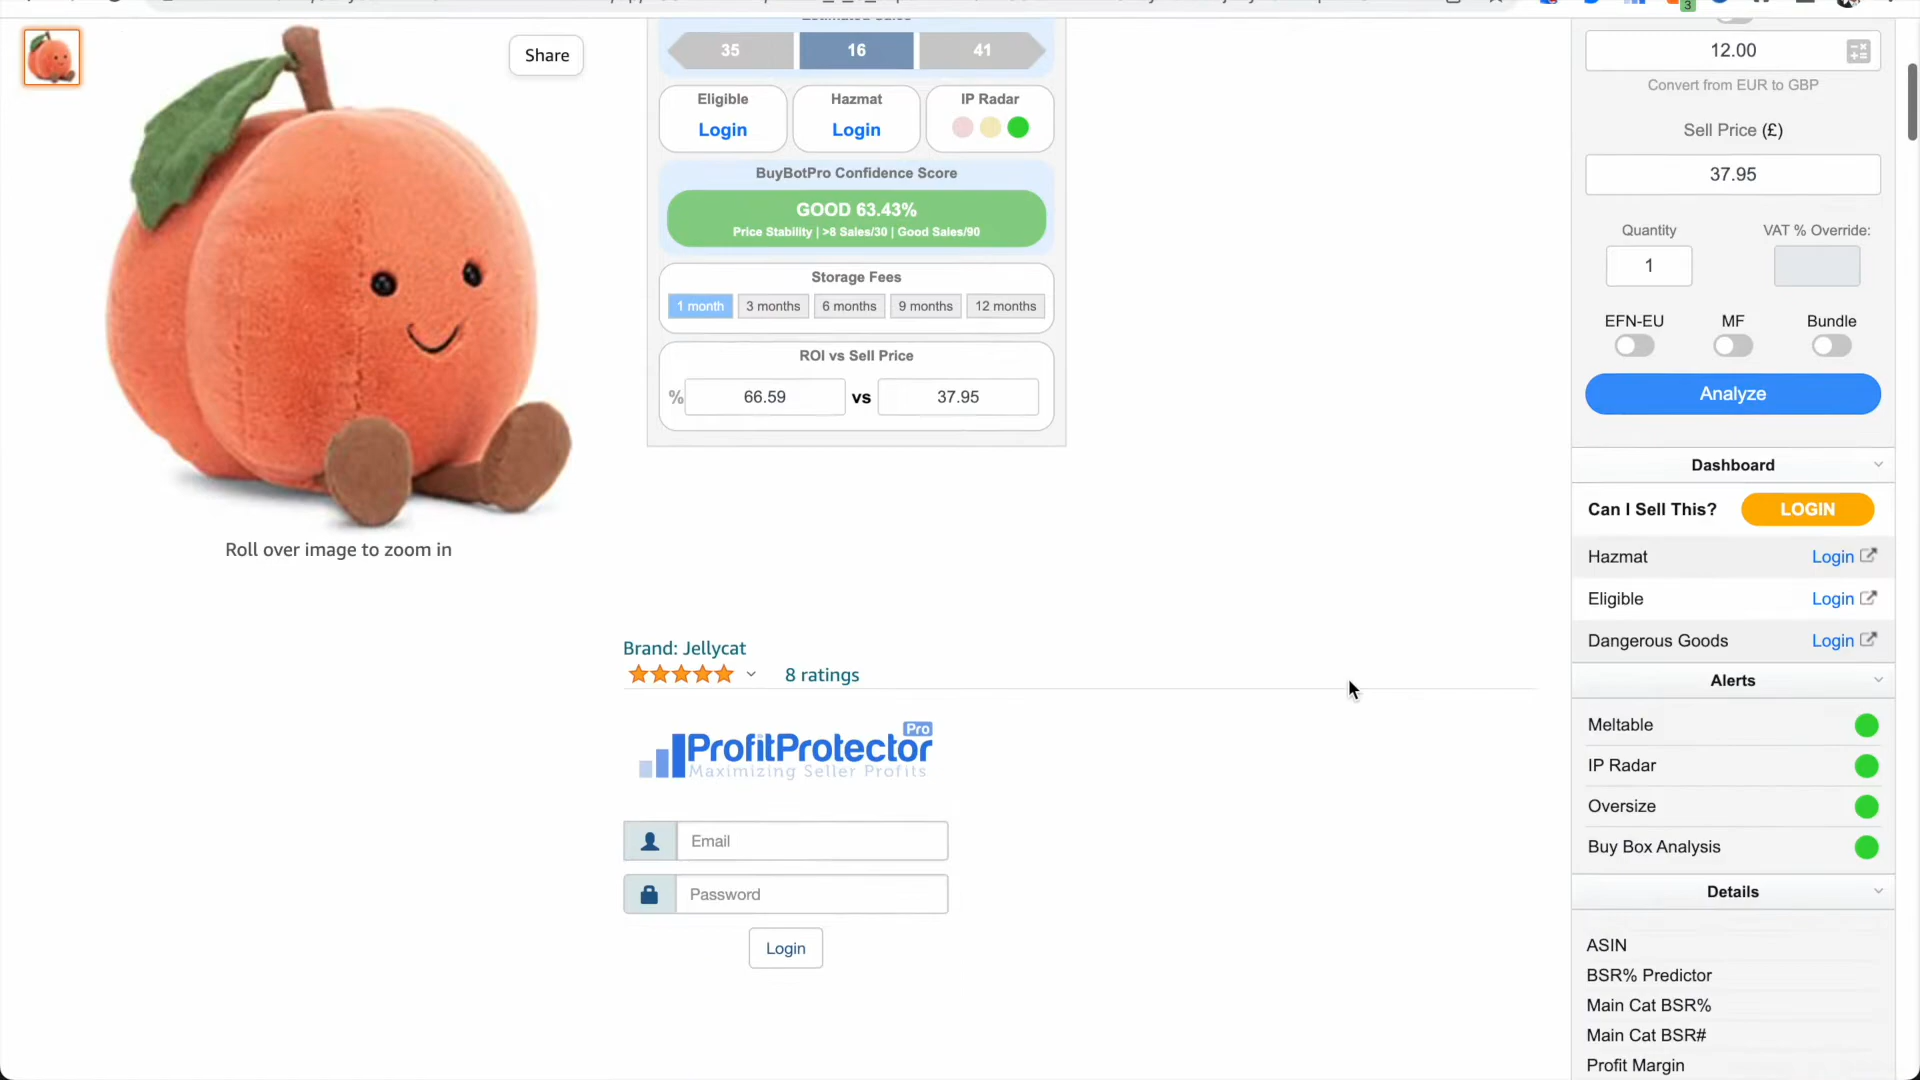 3
Share
35
16
41
Eligible
Login
Hazmat
Login
IP Radar
BuyBotPro Confidence Score
GOOD 63.43%
Price Stability | >8 Sales/30 | Good Sales/90
Storage Fees
1 month
3 months
6 months
9 months
12 months
ROI vs Sell Price
% 66.59 vs 37.95
Roll over image to zoom in
Brand: Jellycat
8 ratings
ProfitProtector Pro
Maximizing Seller Profits
Email
Password
Login
12.00
Convert from EUR to GBP
Sell Price (£)
37.95
Quantity
VAT % Override:
1
EFN-EU
MF
Bundle
Analyze
Dashboard
Can I Sell This? LOGIN
Hazmat Login
Eligible Login
Dangerous Goods Login
Alerts
Meltable
IP Radar
Oversize
Buy Box Analysis
Details
ASIN
BSR% Predictor
Main Cat BSR%
Main Cat BSR#
Profit Margin